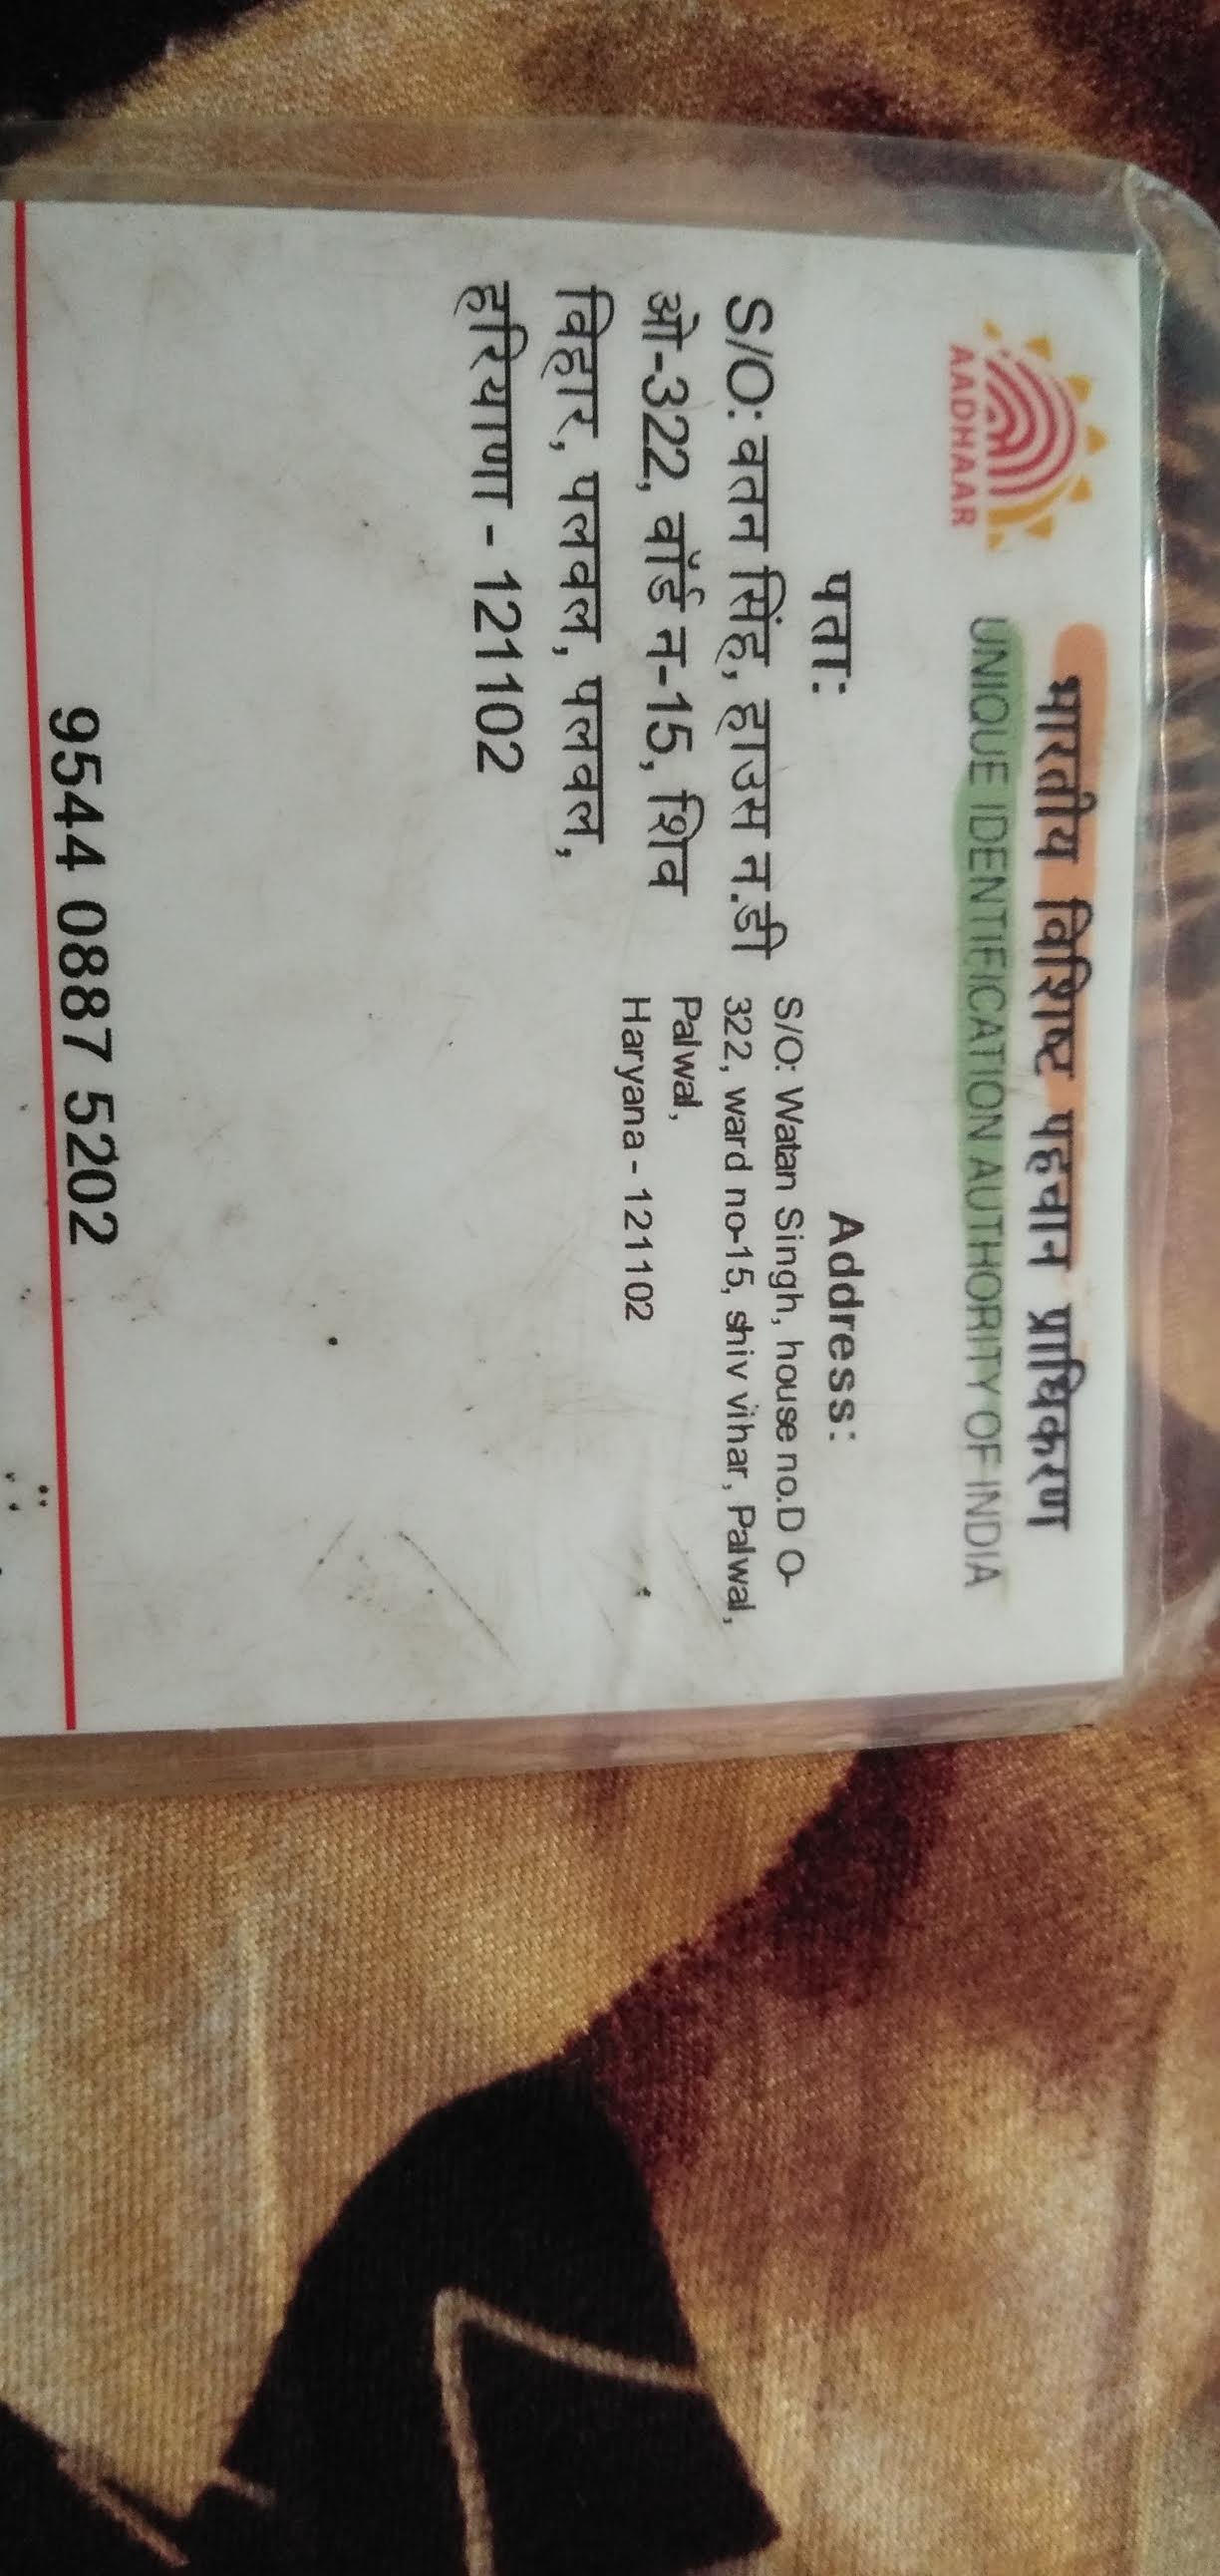 भारतीय विशिष्ट पहचान प्राधिकरण
UNIQUE IDENTIFICATION AUTHORITY OF INDIA
AADHAAR
पता:
S/O: वतन सिंह, हाउस न.डी
ओ-322, वॉर्ड न-15, शिव
विहार, पलवल, पलवल,
हरियाणा - 121102
Address:
S/O: Watan Singh, house no.D O-
322, ward no-15, shiv vihar, Palwal,
Palwal,
Haryana - 121102
9544 0887 5202